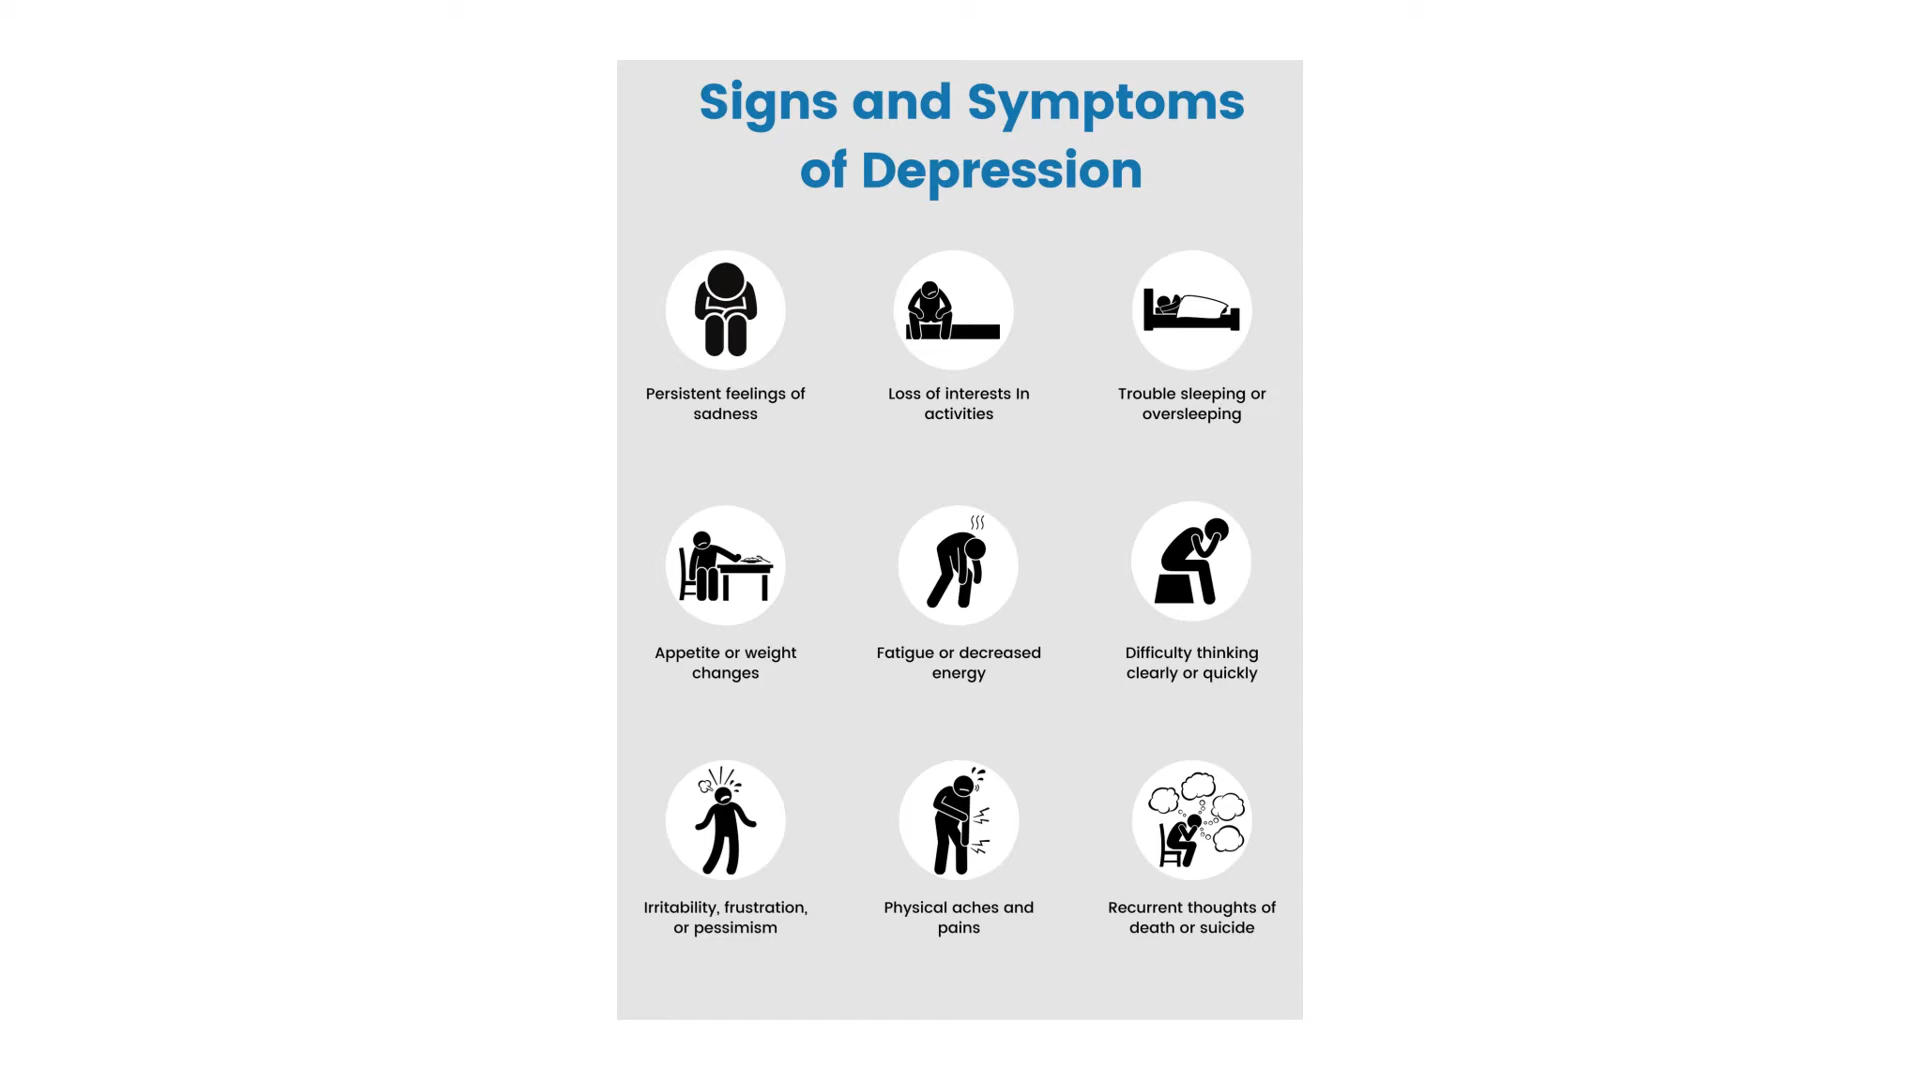 Signs and Symptoms
of Depression
Persistent feelings of
sadness
Loss of interests In
activities
Trouble sleeping or
oversleeping
Appetite or weight
changes
Fatigue or decreased
energy
Difficulty thinking
clearly or quickly
Irritability, frustration,
or pessimism
Physical aches and
pains
Recurrent thoughts of
death or suicide